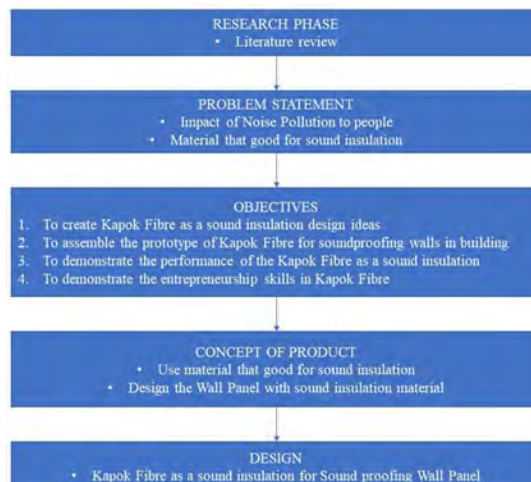 RESEARCH PHASE
• Literature review
PROBLEM STATEMENT
• Impact of Noise Pollution to people
• Material that good for sound insulation
OBJECTIVES
1. To create Kapok Fibre as a sound insulation design ideas
2. To assemble the prototype of Kapok Fibre for soundproofing walls in building
3. To demonstrate the performance of the Kapok Fibre as a sound insulation
4. To demonstrate the entrepreneurship skills in Kapok Fibre
CONCEPT OF PRODUCT
• Use material that good for sound insulation
• Design the Wall Panel with sound insulation material
DESIGN
• Kapok Fibre as a sound insulation for Sound proofing Wall Panel